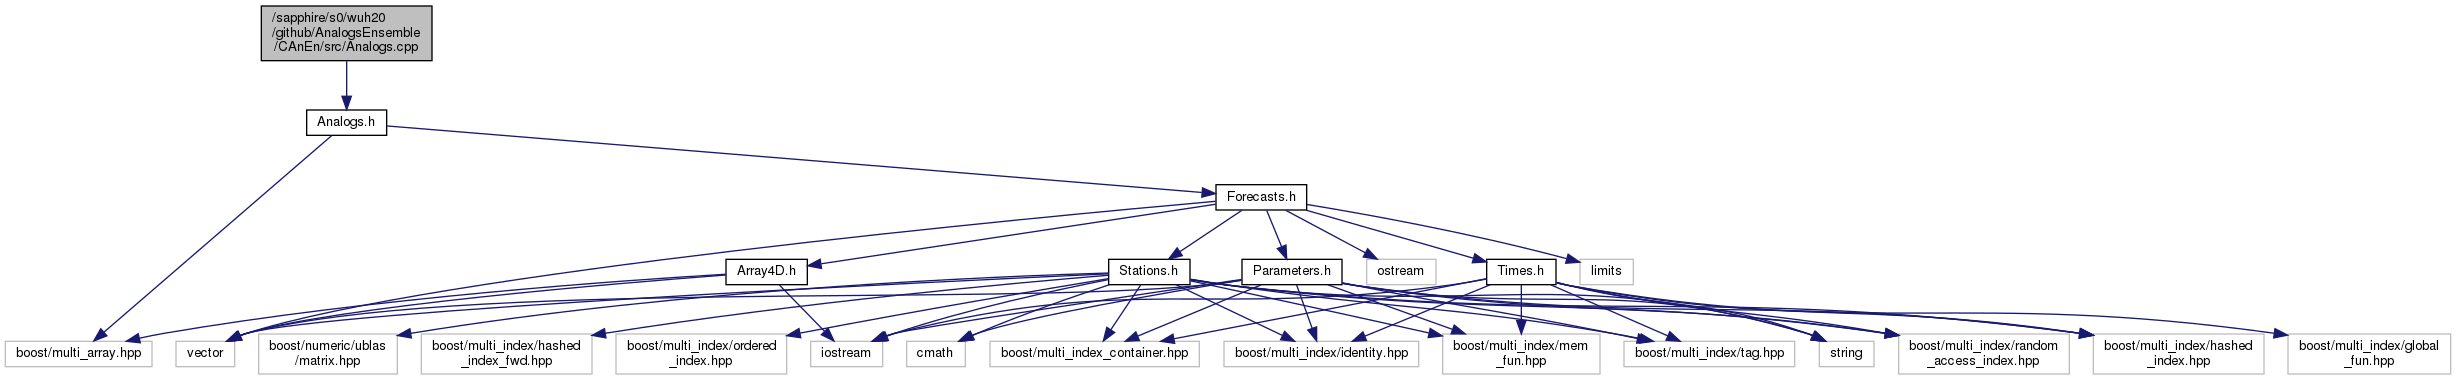 /sapphire/s0/wuh20
/github/AnalogsEnsemble
/CAnEn/src/Analogs.cpp
Analogs.h
Forecasts.h
Array4D.h
Stations.h
Parameters.h
ostream
Times.h
limits
boost/multi_array.hpp
vector
boost/numeric/ublas
/matrix.hpp
boost/multi_index/hashed
_index_fwd.hpp
boost/multi_index/ordered
_index.hpp
iostream
cmath
boost/multi_index_container.hpp
boost/multi_index/identity.hpp
boost/multi_index/mem
_fun.hpp
boost/multi_index/tag.hpp
string
boost/multi_index/random
_access_index.hpp
boost/multi_index/hashed
_index.hpp
boost/multi_index/global
_fun.hpp